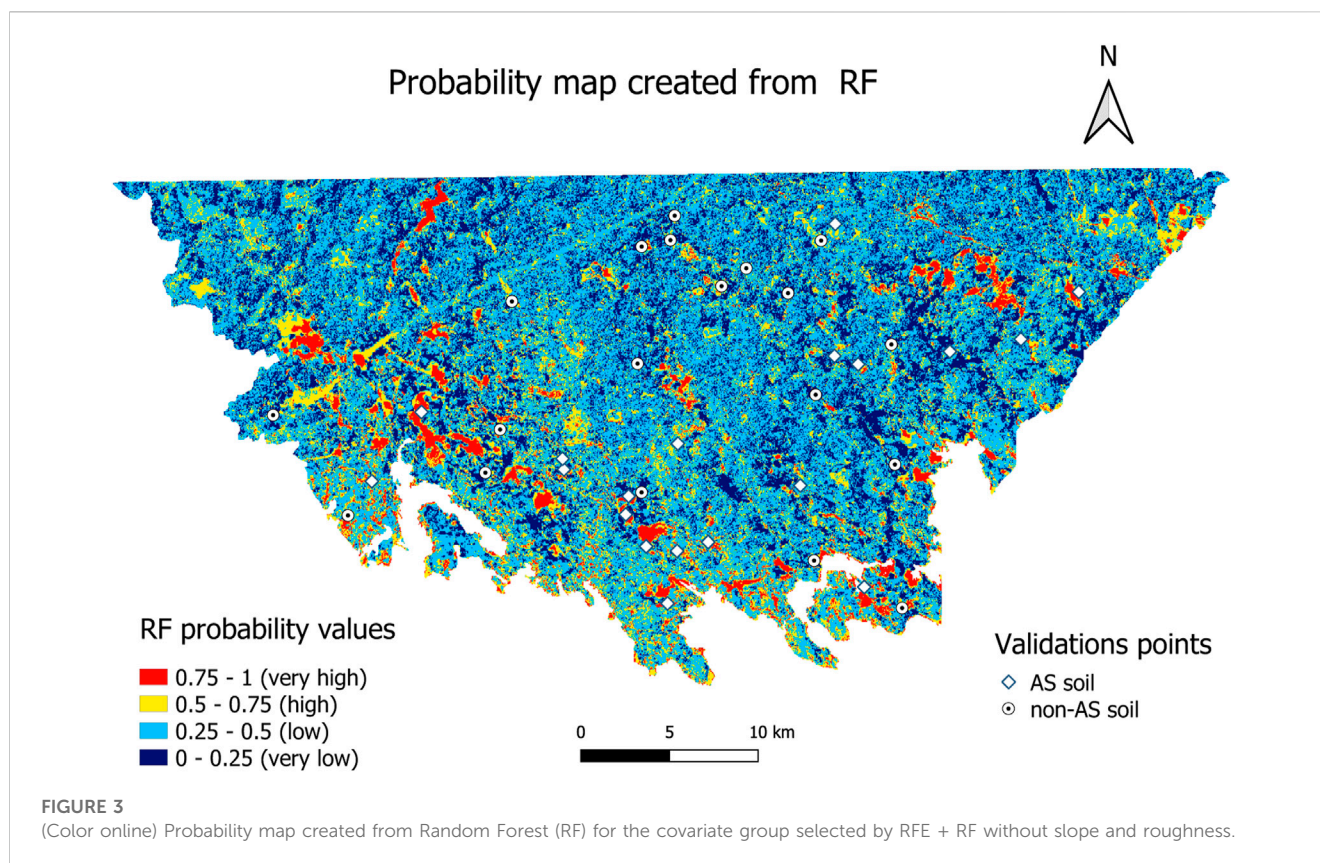 Probability map created from RF
N
RF probability values
0.75 - 1 (very high)
0.5 - 0.75 (high)
0.25 - 0.5 (low)
0 - 0.25 (very low)
0 5 10 km
Validations points
AS soil
non-AS soil
FIGURE 3
(Color online) Probability map created from Random Forest (RF) for the covariate group selected by RFE + RF without slope and roughness.